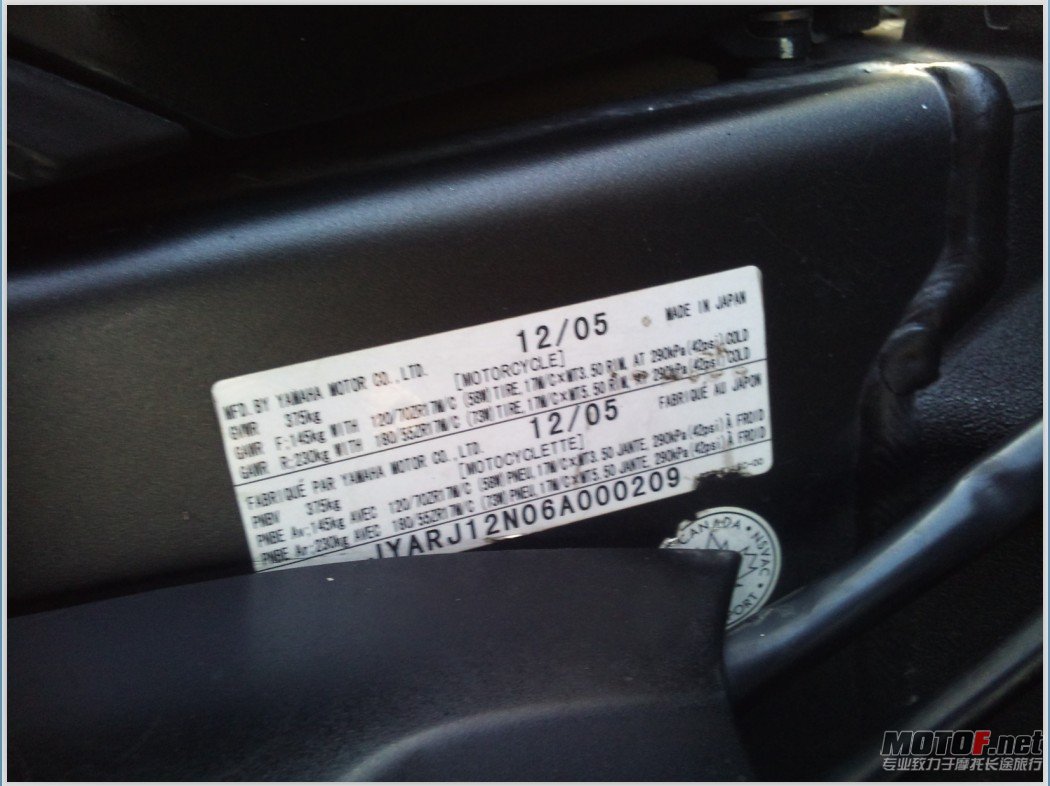 12/05
MADE IN JAPAN
MFD. BY YAMAHA MOTOR CO., LTD. [MOTORCYCLE]
GVWR 375kg
GAWR F:145kg WITH 120/70ZR17M/C (58W) TIRE, 17M/C×MT3.50 RIM, AT 290kPa(42psi)COLD
GAWR R:230kg WITH 180/55ZR17M/C (73W) TIRE, 17M/C×MT5.50 RIM, 290kPa(42psi)COLD
12/05
FABRIQUÉ AU JAPON
FABRIQUÉ PAR YAMAHA MOTOR CO., LTD. [MOTOCYCLETTE]
PNBV 375kg
PNBE Av:145kg AVEC 120/70ZR17M/C (58W) PNEU, 17M/C×MT3.50 JANTE, 290kPa(42psi)À FROID
PNBE Ar:230kg AVEC 180/55ZR17M/C (73W) PNEU, 17M/C×MT5.50 JANTE, 290kPa(42psi)À FROID
JYARJ12N06A000209
CANADA • NSVAC •
MOTOF.net
专业致力于摩托长途旅行